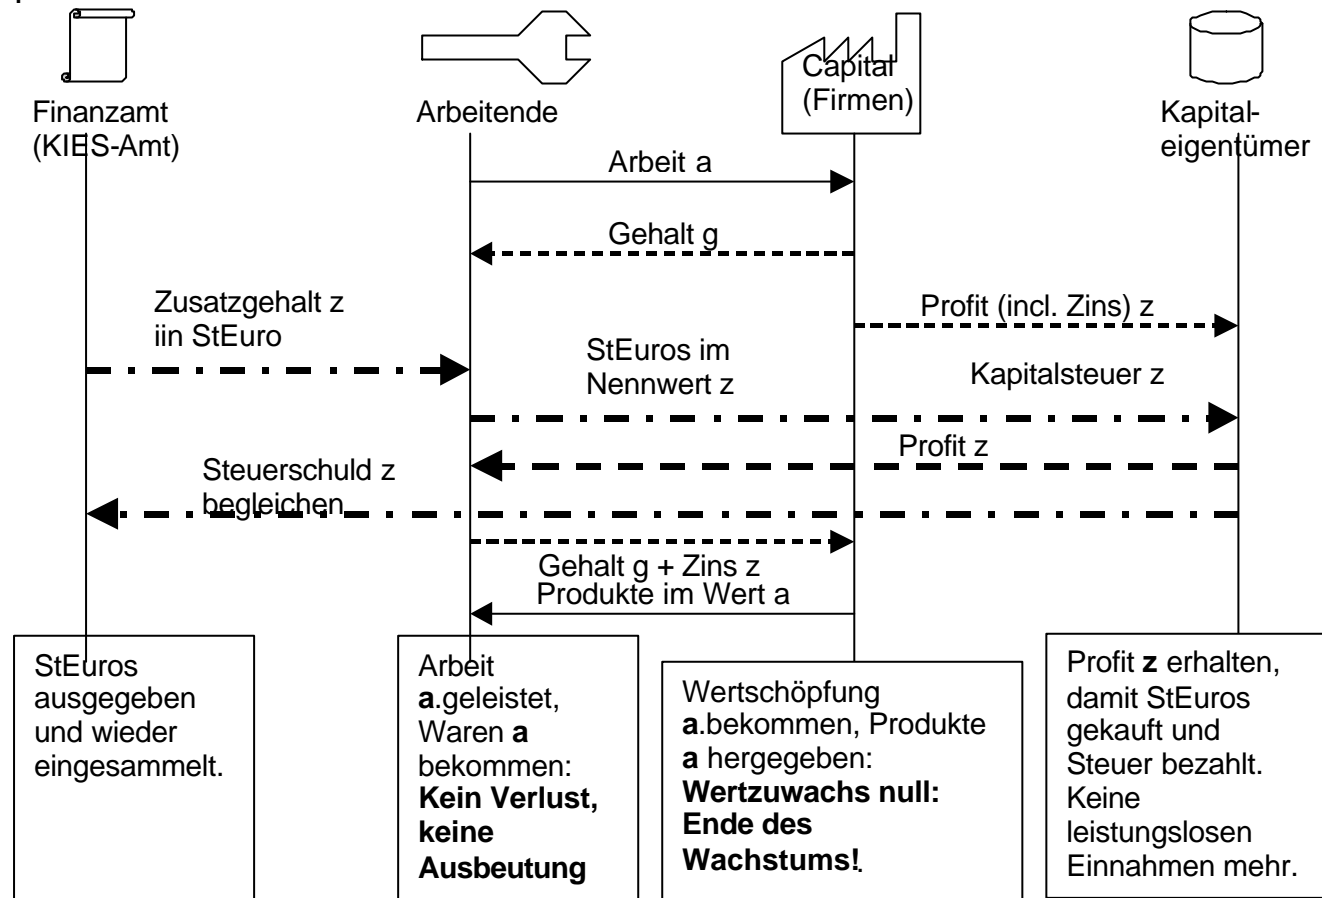 Finanzamt
(KIES-Amt)
Arbeitende
Capital
(Firmen)
Kapital-
eigentümer
Arbeit a
Gehalt g
Zusatzgehalt z
iin StEuro
Profit (incl. Zins) z
StEuros im
Nennwert z
Kapitalsteuer z
Profit z
Steuerschuld z
begleichen
Gehalt g + Zins z
Produkte im Wert a
StEuros
ausgegeben
und wieder
eingesammelt.
Arbeit
a.geleistet,
Waren a
bekommen:
Kein Verlust,
keine
Ausbeutung
Wertschöpfung
a.bekommen, Produkte
a hergegeben:
Wertzuwachs null:
Ende des
Wachstums!.
Profit z erhalten,
damit StEuros
gekauft und
Steuer bezahlt.
Keine
leistungslosen
Einnahmen mehr.